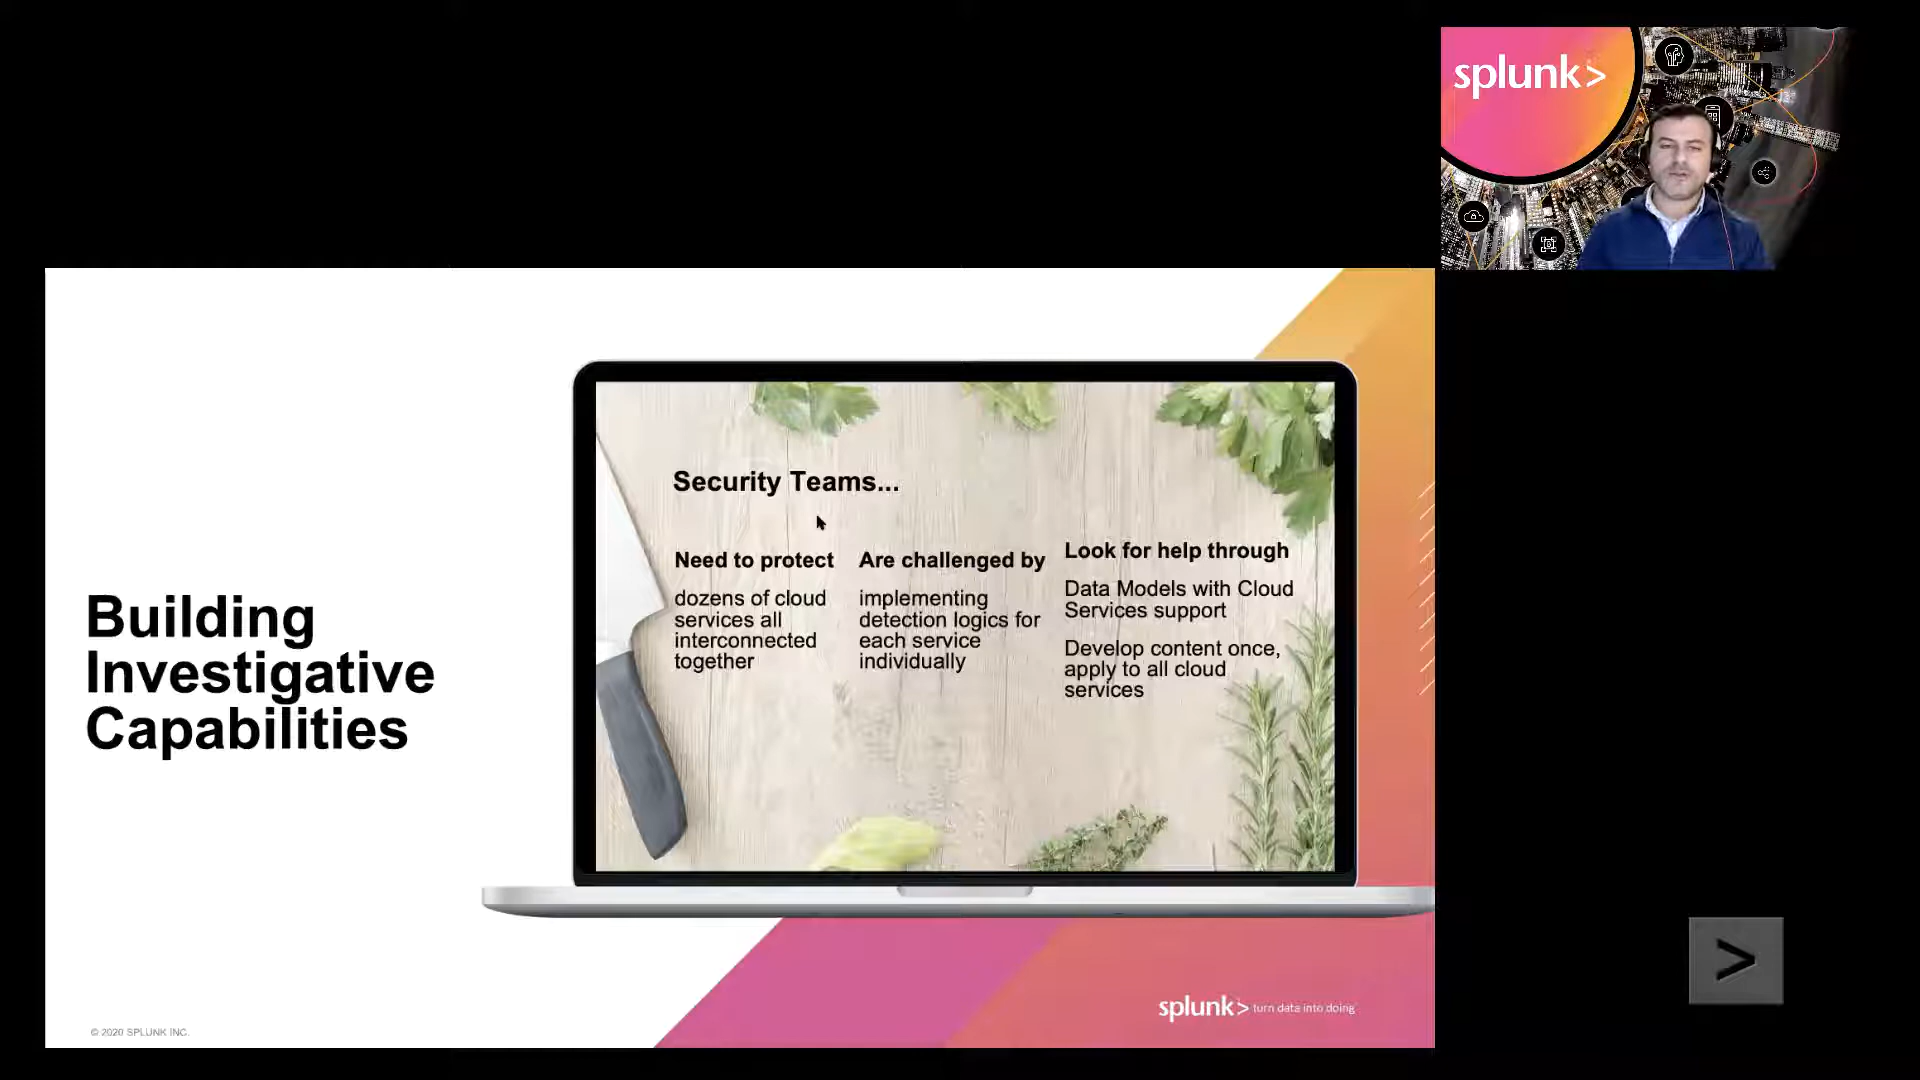 splunk>
Building
Investigative
Capabilities
Security Teams...
Need to protect
dozens of cloud
services all
interconnected
together
Are challenged by
implementing
detection logics for
each service
individually
Look for help through
Data Models with Cloud
Services support
Develop content once,
apply to all cloud
services
splunk> turn data into doing
© 2020 SPLUNK INC.
>